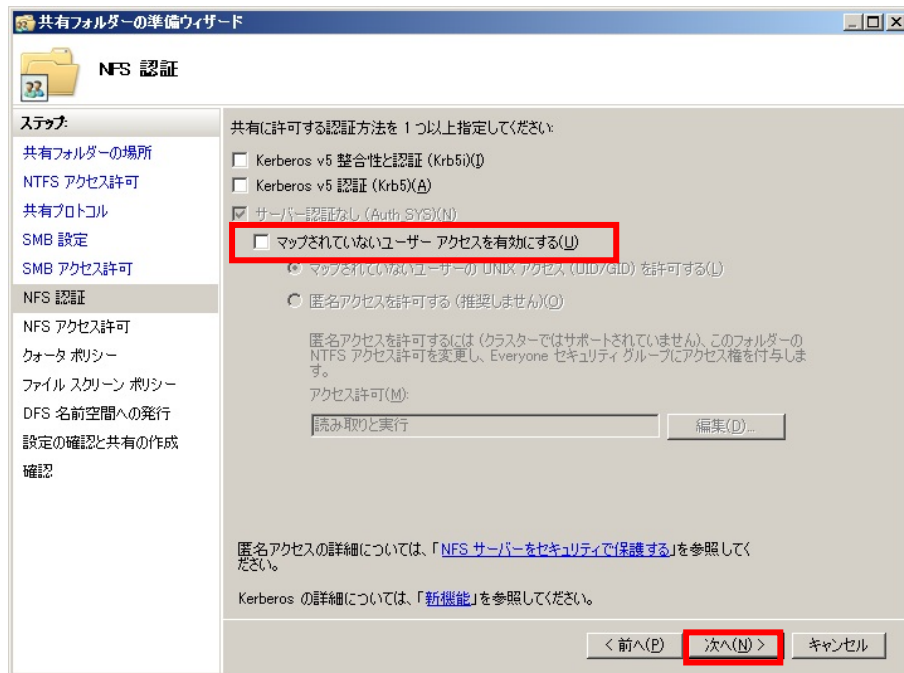 共有フォルダーの準備ウィザード
NFS 認証
ステップ:
共有フォルダーの場所
NTFS アクセス許可
共有プロトコル
SMB 設定
SMB アクセス許可
NFS 認証
NFS アクセス許可
クォータ ポリシー
ファイル スクリーン ポリシー
DFS 名前空間への発行
設定の確認と共有の作成
確認
共有に許可する認証方法を 1 つ以上指定してください:
Kerberos v5 整合性と認証 (Krb5i)(I)
Kerberos v5 認証 (Krb5)(A)
サーバー認証なし (Auth_SYS)(N)
マップされていないユーザー アクセスを有効にする(U)
マップされていないユーザーの UNIX アクセス (UID/GID) を許可する(L)
匿名アクセスを許可する (推奨しません)(O)
匿名アクセスを許可するには (クラスターではサポートされていません)、このフォルダーの
NTFS アクセス許可を変更し、Everyone セキュリティ グループにアクセス権を付与しま
す。
アクセス許可(M):
読み取りと実行
編集(D)...
匿名アクセスの詳細については、「NFS サーバーをセキュリティで保護する」を参照してく
ださい。
Kerberos の詳細については、「新機能」を参照してください。
< 前へ(P)
次へ(N) >
キャンセル